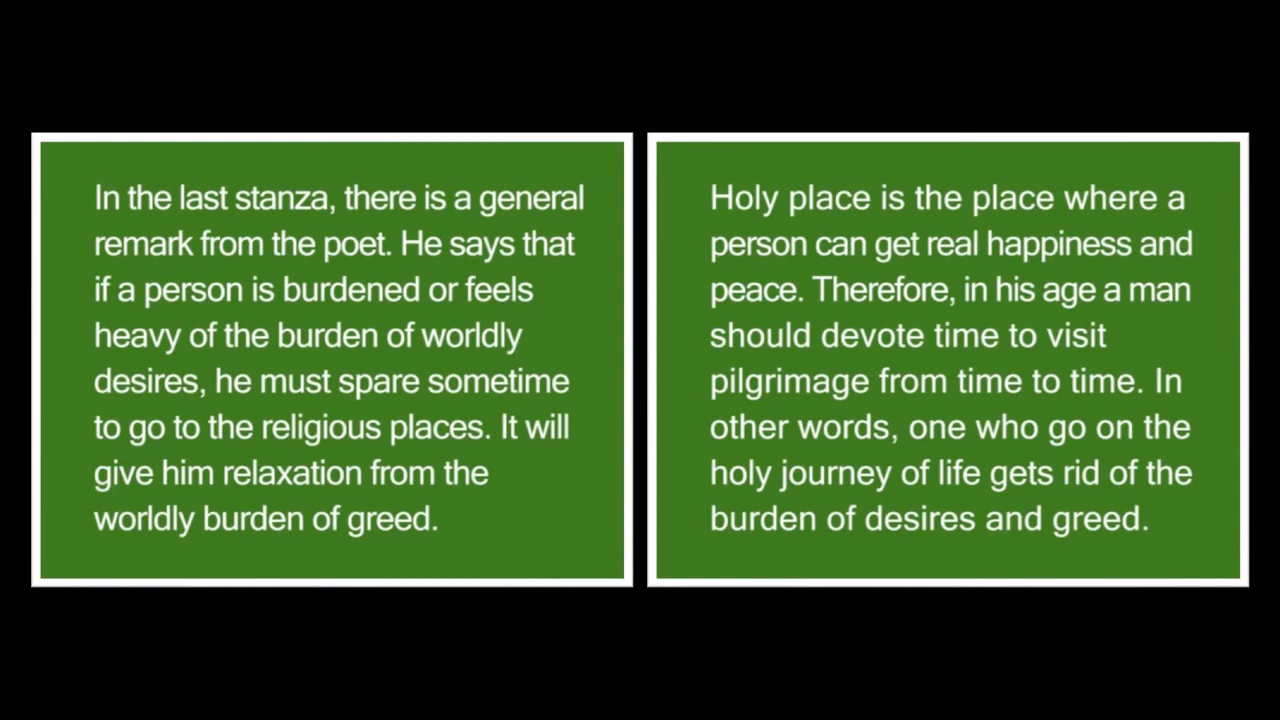 In the last stanza, there is a general
remark from the poet. He says that
if a person is burdened or feels
heavy of the burden of worldly
desires, he must spare sometime
to go to the religious places. It will
give him relaxation from the
worldly burden of greed.
Holy place is the place where a
person can get real happiness and
peace. Therefore, in his age a man
should devote time to visit
pilgrimage from time to time. In
other words, one who go on the
holy journey of life gets rid of the
burden of desires and greed.